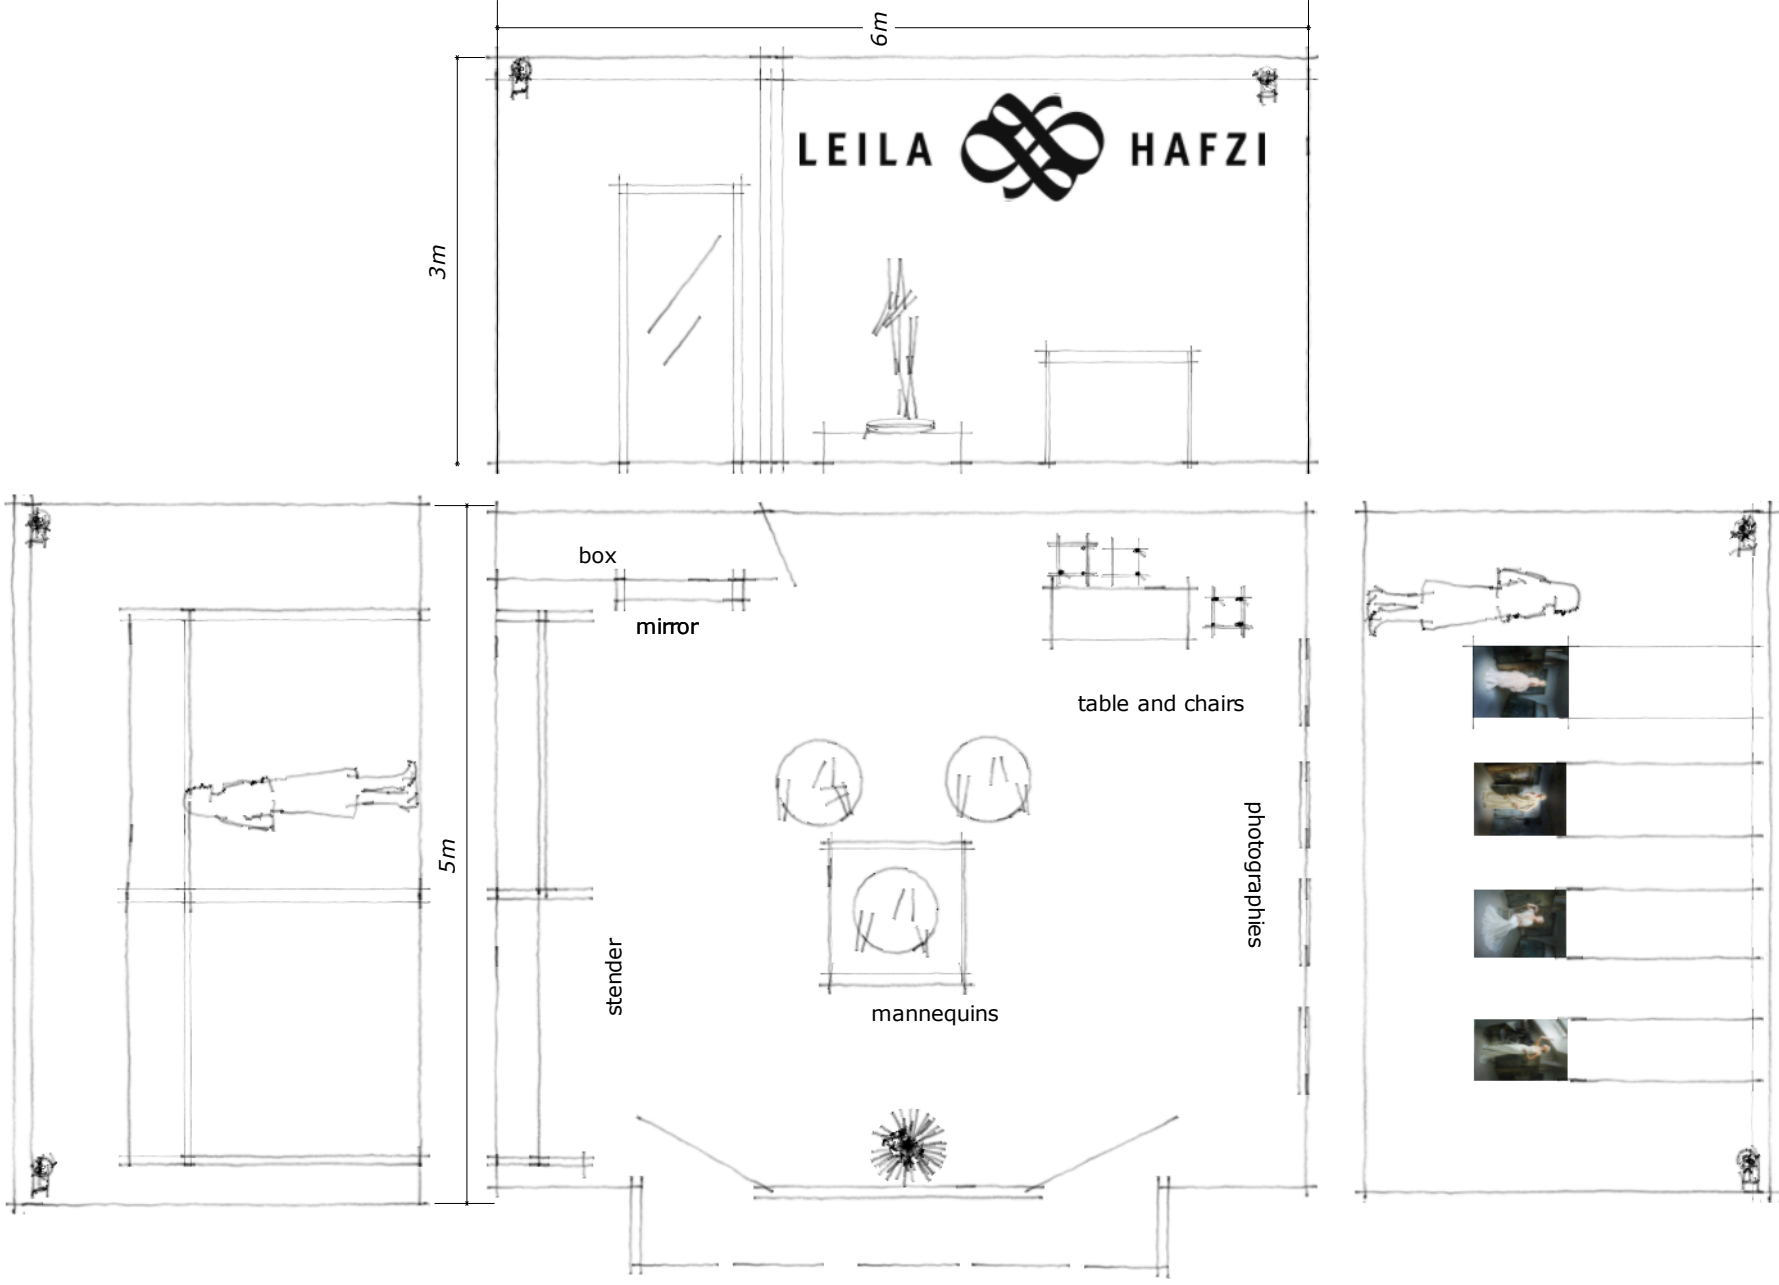 6m
3m
LEILA HAFZI
box
mirror
table and chairs
5m
photographies
stender
mannequins